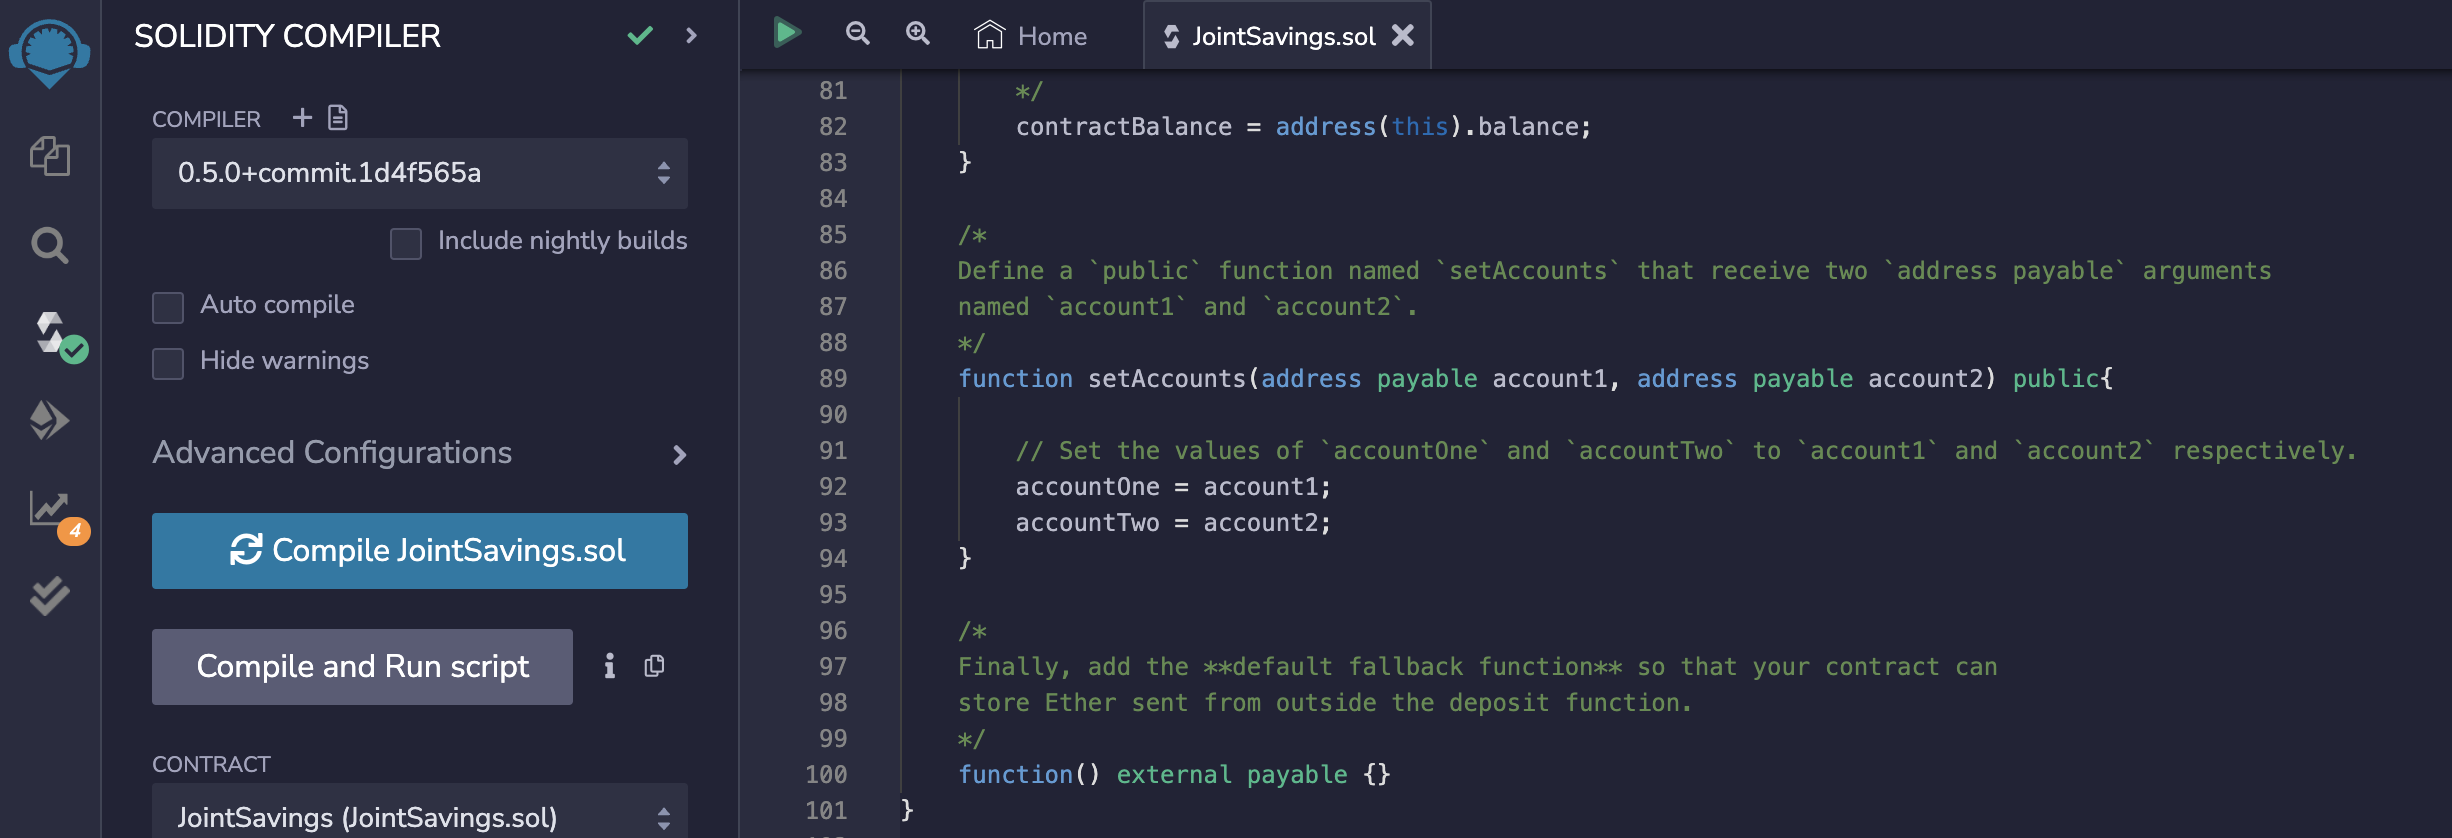 SOLIDITY COMPILER
COMPILER
0.5.0+commit.1d4f565a
Include nightly builds
Auto compile
Hide warnings
Advanced Configurations
Compile JointSavings.sol
Compile and Run script
CONTRACT
JointSavings (JointSavings.sol)
4
Home
JointSavings.sol
81 */
82 contractBalance = address(this).balance;
83 }
84
85 /*
86 Define a `public` function named `setAccounts` that receive two `address payable` arguments
87 named `account1` and `account2`.
88 */
89 function setAccounts(address payable account1, address payable account2) public{
90
91 // Set the values of `accountOne` and `accountTwo` to `account1` and `account2` respectively.
92 accountOne = account1;
93 accountTwo = account2;
94 }
95
96 /*
97 Finally, add the **default fallback function** so that your contract can
98 store Ether sent from outside the deposit function.
99 */
100 function() external payable {}
101 }